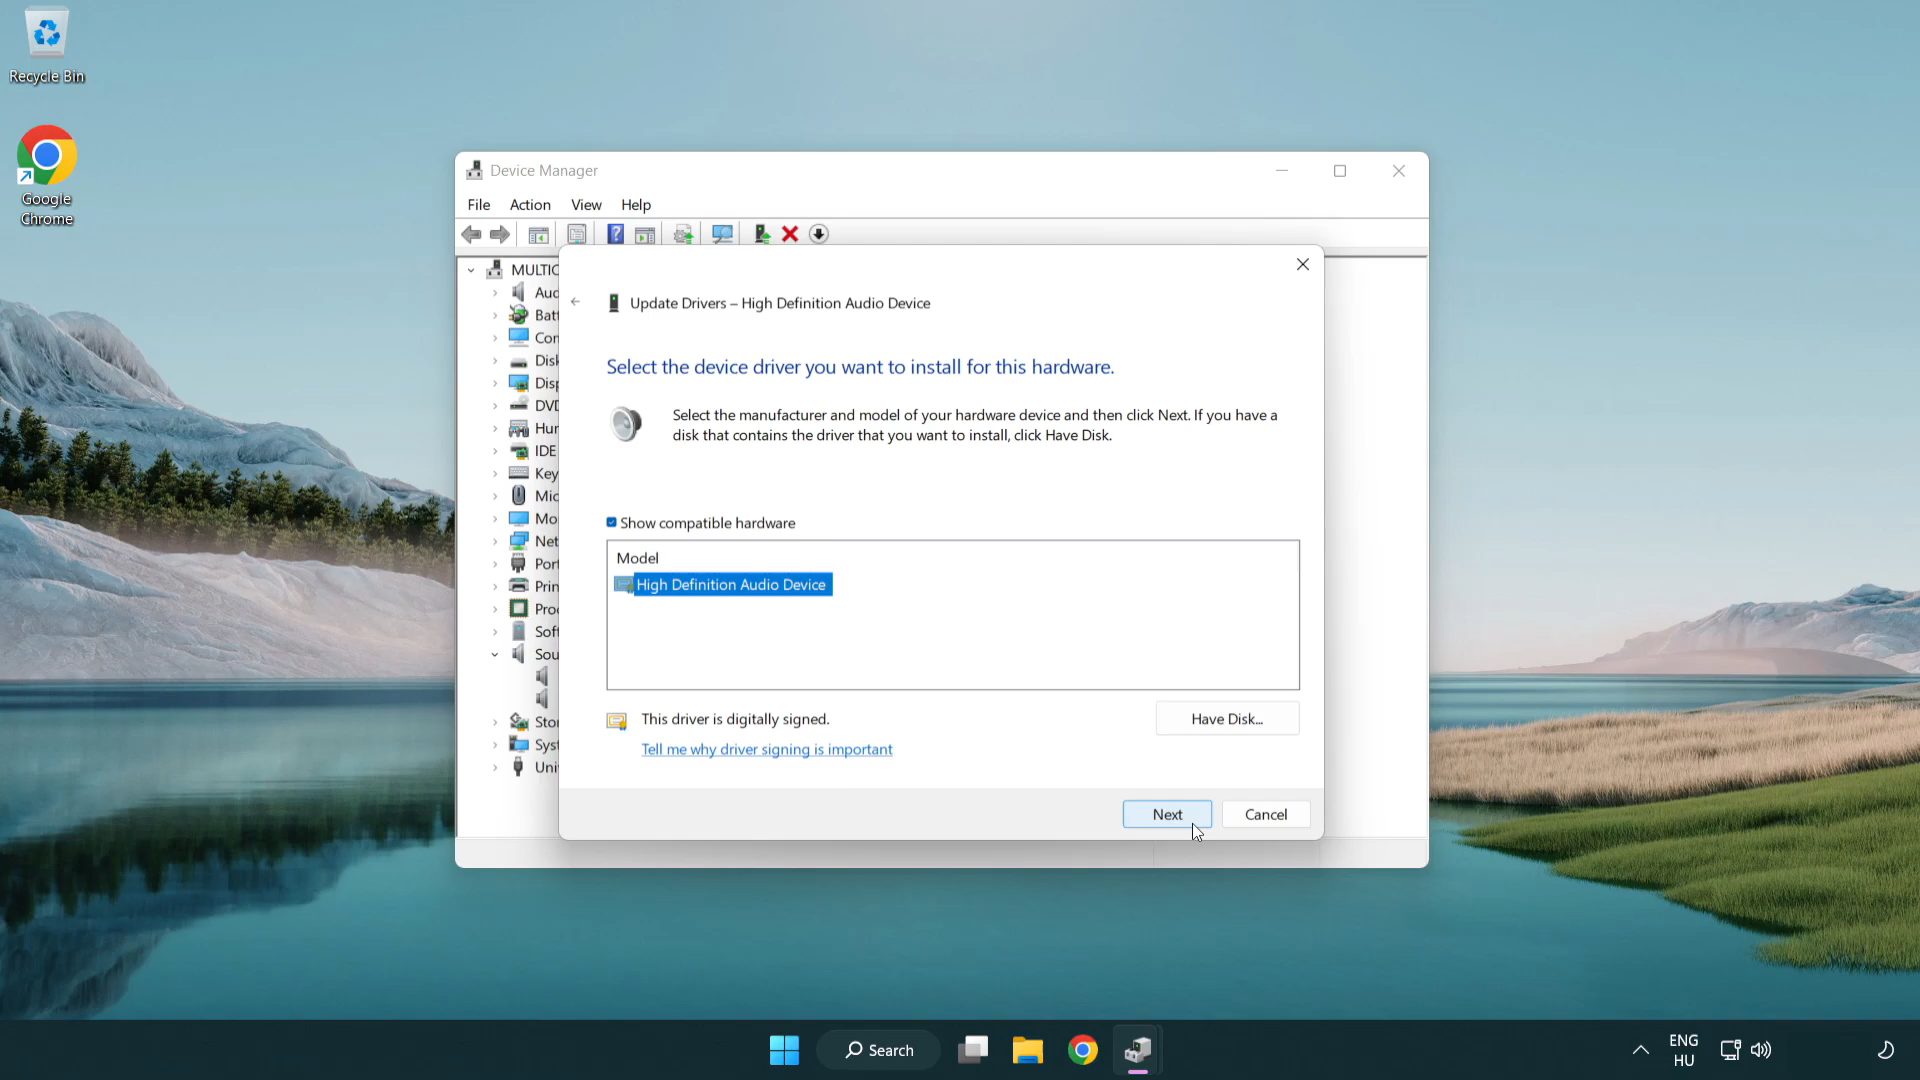 Recycle Bin
Google
Chrome
Device Manager
File Action View Help
MULTIC
Aud
Batt
Con
Disk
Disp
DVD
Hun
IDE
Key
Mic
Mo
Net
Port
Prin
Proc
Soft
Sou
Stor
Syst
Uni
Update Drivers – High Definition Audio Device
Select the device driver you want to install for this hardware.
Select the manufacturer and model of your hardware device and then click Next. If you have a
disk that contains the driver that you want to install, click Have Disk.
Show compatible hardware
Model
High Definition Audio Device
This driver is digitally signed.
Have Disk...
Tell me why driver signing is important
Next
Cancel
Search
ENG
HU